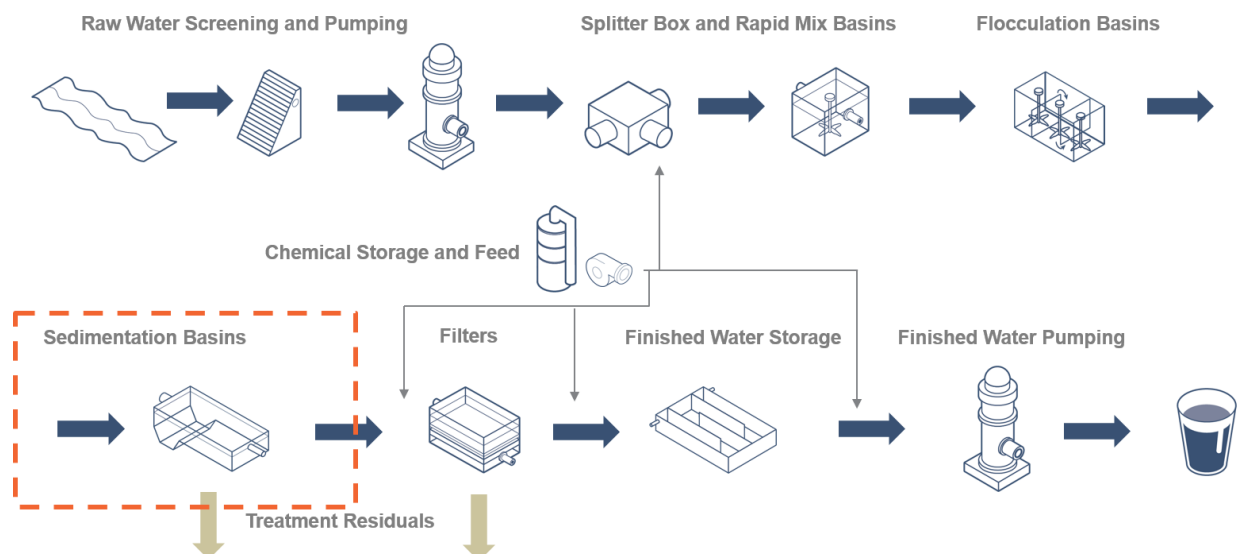 Raw Water Screening and Pumping
Splitter Box and Rapid Mix Basins
Flocculation Basins
Chemical Storage and Feed
Sedimentation Basins
Filters
Finished Water Storage
Finished Water Pumping
Treatment Residuals